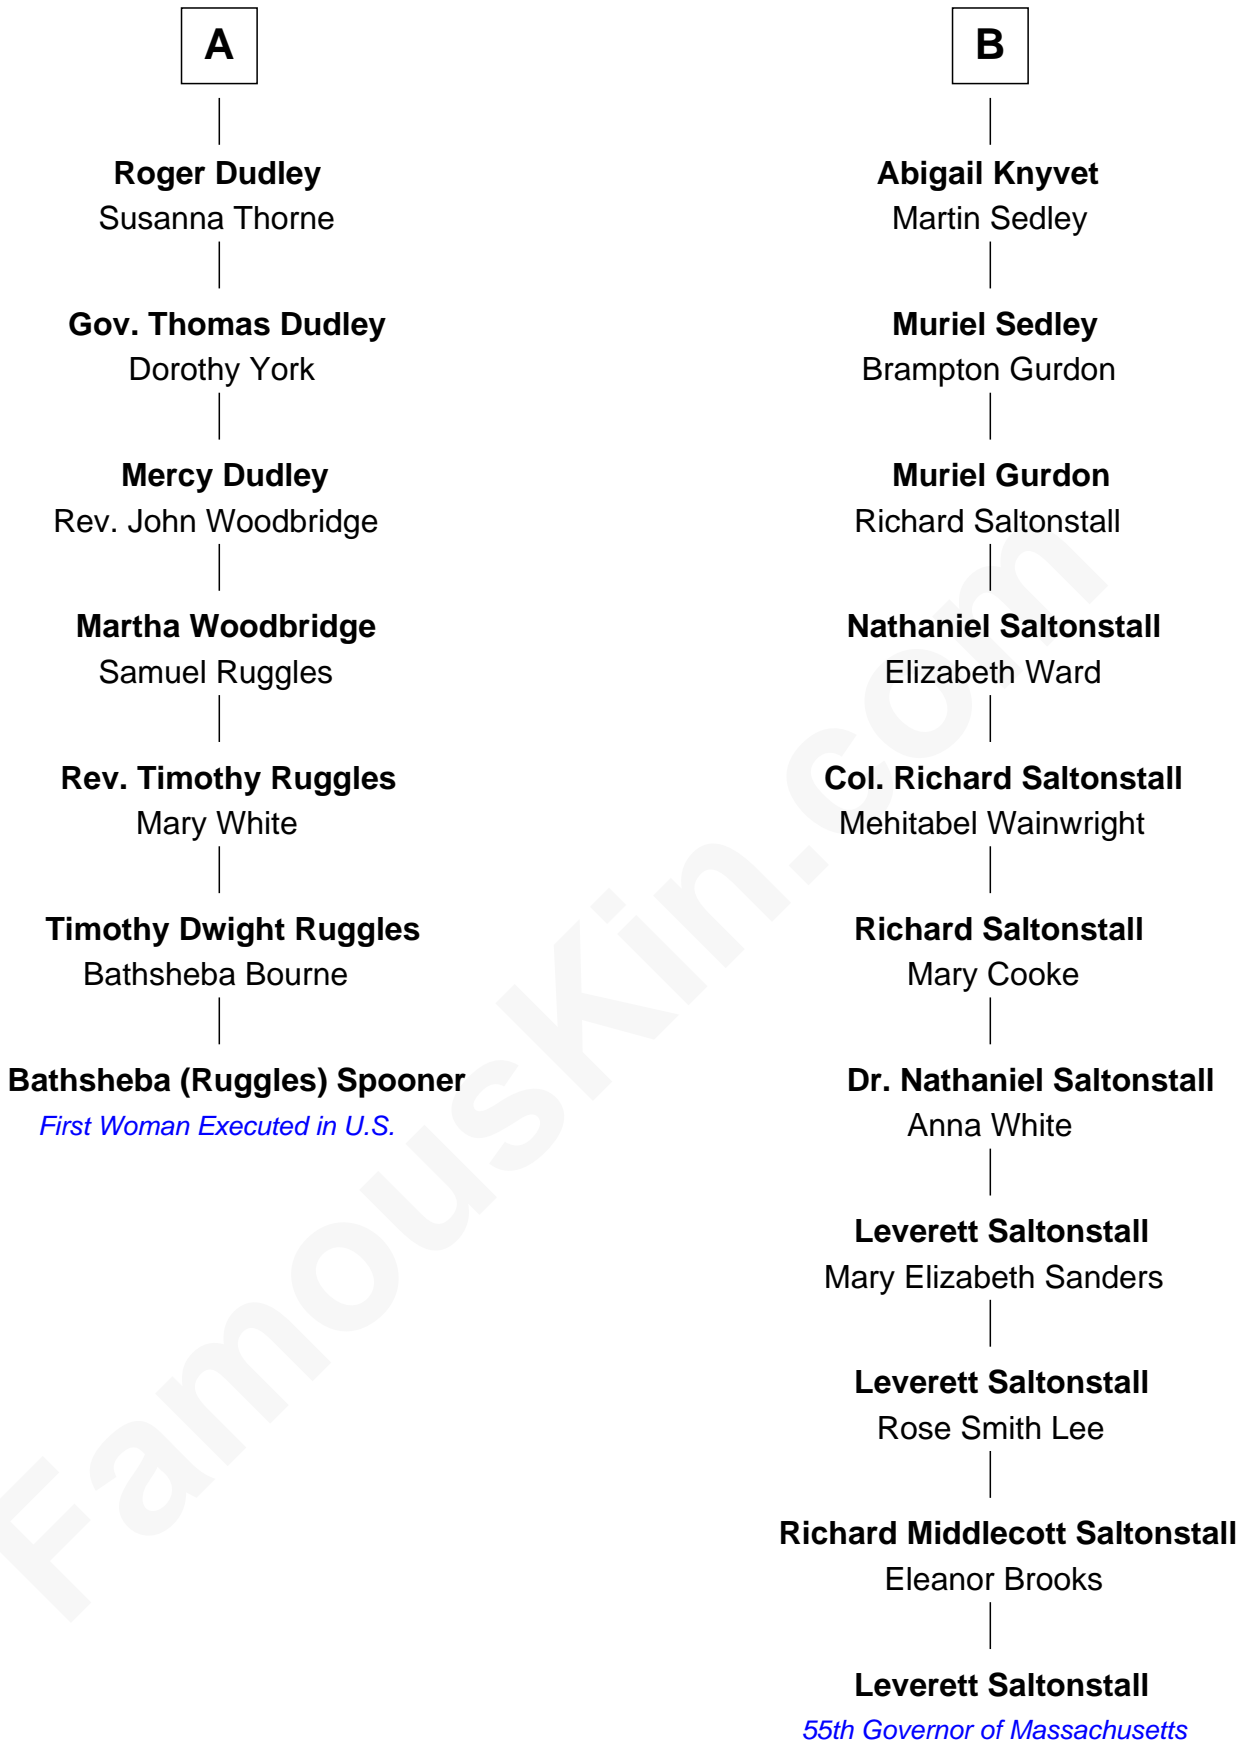 A
Roger Dudley
Susanna Thorne
Gov. Thomas Dudley
Dorothy York
Mercy Dudley
Rev. John Woodbridge
Martha Woodbridge
Samuel Ruggles
Rev. Timothy Ruggles
Mary White
Timothy Dwight Ruggles
Bathsheba Bourne
Bathsheba (Ruggles) Spooner
First Woman Executed in U.S.
B
Abigail Knyvet
Martin Sedley
Muriel Sedley
Brampton Gurdon
Muriel Gurdon
Richard Saltonstall
Nathaniel Saltonstall
Elizabeth Ward
Col. Richard Saltonstall
Mehitabel Wainwright
Richard Saltonstall
Mary Cooke
Dr. Nathaniel Saltonstall
Anna White
Leverett Saltonstall
Mary Elizabeth Sanders
Leverett Saltonstall
Rose Smith Lee
Richard Middlecott Saltonstall
Eleanor Brooks
Leverett Saltonstall
55th Governor of Massachusetts
FamousKin.com